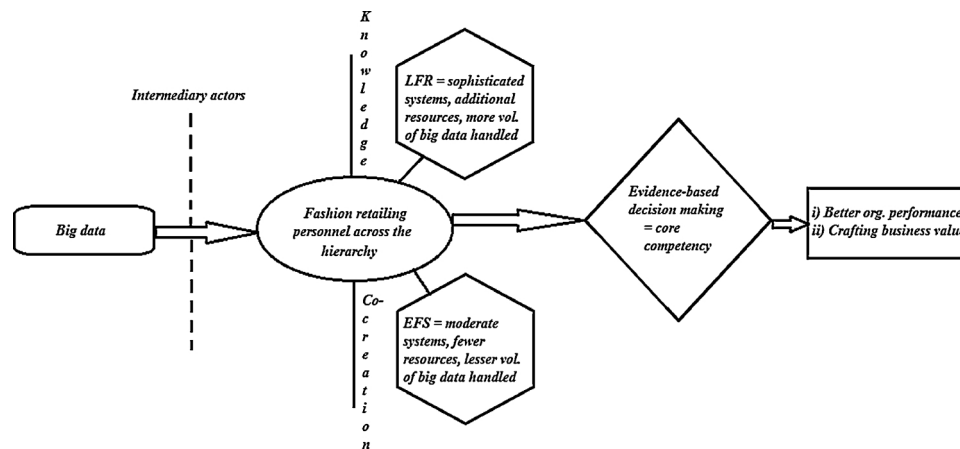 Knowledge
Intermediary actors
LFR = sophisticated
systems, additional
resources, more vol.
of big data handled
Big data
Fashion retailing
personnel across the
hierarchy
Evidence-based
decision making
= core
competency
i) Better org. performance
ii) Crafting business valu
Co-creation
EFS = moderate
systems, fewer
resources, lesser vol.
of big data handled